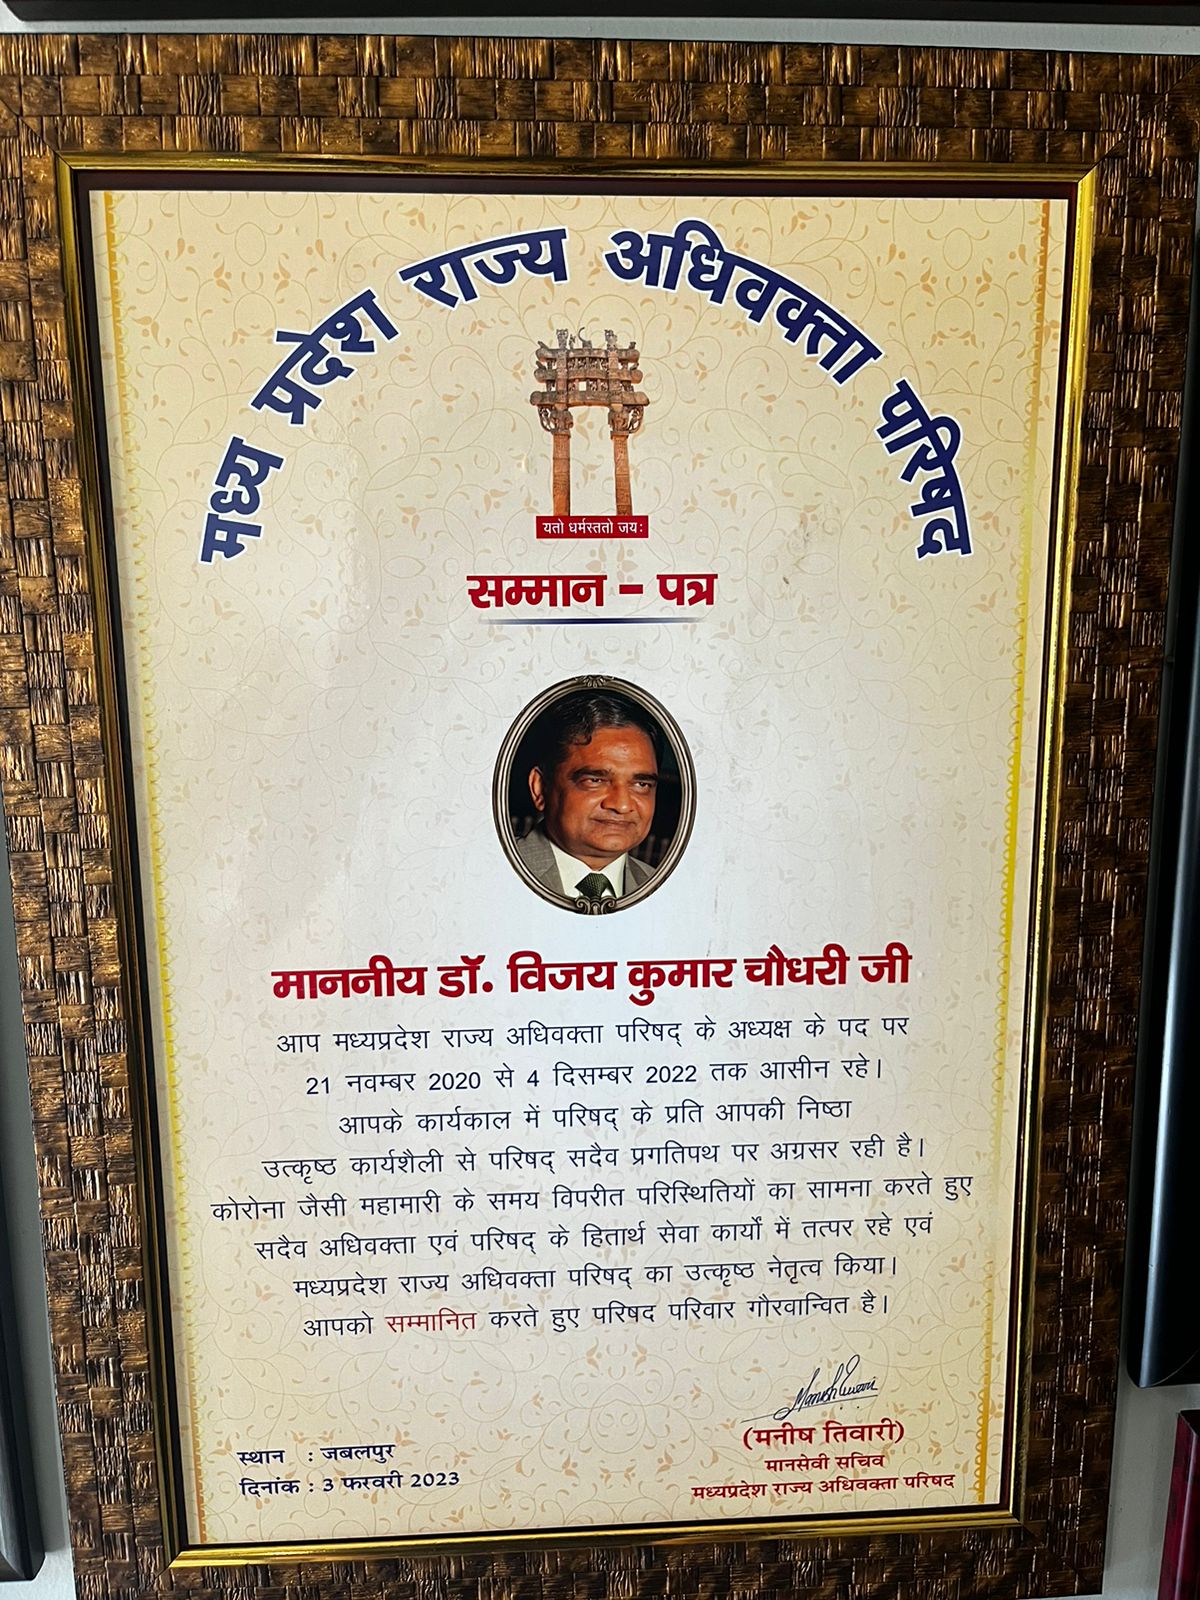 मध्य प्रदेश राज्य अधिवक्ता परिषद
यतो धर्मस्ततो जय:
सम्मान - पत्र
माननीय डॉ. विजय कुमार चौधरी जी
आप मध्यप्रदेश राज्य अधिवक्ता परिषद् के अध्यक्ष के पद पर
21 नवम्बर 2020 से 4 दिसम्बर 2022 तक आसीन रहे।
आपके कार्यकाल में परिषद् के प्रति आपकी निष्ठा
उत्कृष्ठ कार्यशैली से परिषद् सदैव प्रगतिपथ पर अग्रसर रही है।
कोरोना जैसी महामारी के समय विपरीत परिस्थितियों का सामना करते हुए
सदैव अधिवक्ता एवं परिषद् के हितार्थ सेवा कार्यों में तत्पर रहे एवं
मध्यप्रदेश राज्य अधिवक्ता परिषद् का उत्कृष्ठ नेतृत्व किया।
आपको सम्मानित करते हुए परिषद परिवार गौरवान्वित है।
Manish Tiwari
(मनीष तिवारी)
मानसेवी सचिव
मध्यप्रदेश राज्य अधिवक्ता परिषद
स्थान : जबलपुर
दिनांक : 3 फरवरी 2023